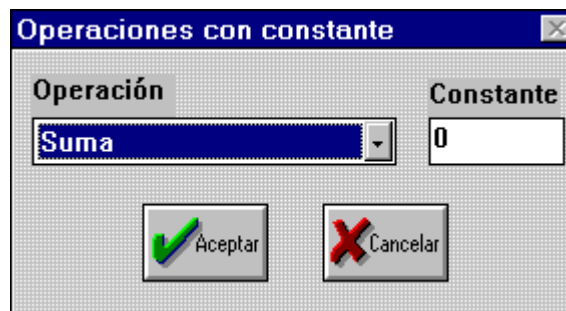 Operaciones con constante
Operación
Constante
Suma
0
Aceptar
Cancelar